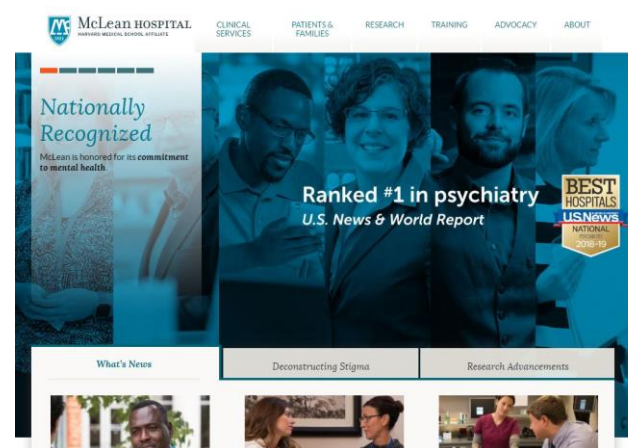 McLEAN HOSPITAL
HARVARD MEDICAL SCHOOL AFFILIATE
CLINICAL
SERVICES
PATIENTS &
FAMILIES
RESEARCH
TRAINING
ADVOCACY
ABOUT
Nationally
Recognized
McLean is honored for its commitment
to mental health.
Ranked #1 in psychiatry
U.S. News & World Report
BEST
HOSPITALS
U.S.News
NATIONAL
PSYCHIATRY
2018-19
What's News
Deconstructing Stigma
Research Advancements